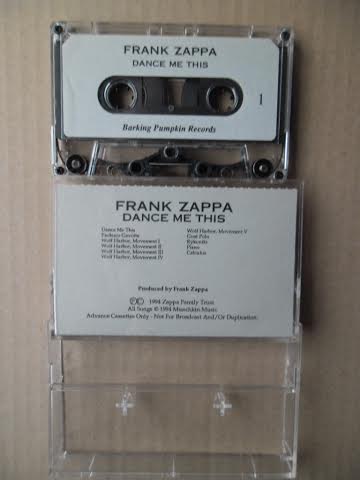 FRANK ZAPPA
DANCE ME THIS
1
Barking Pumpkin Records
FRANK ZAPPA
DANCE ME THIS
Dance Me This
Pachuco Gavotte
Wolf Harbor, Movement I
Wolf Harbor, Movement II
Wolf Harbor, Movement III
Wolf Harbor, Movement IV
Wolf Harbor, Movement V
Goat Polo
Rykoniki
Piano
Calculus
Produced by Frank Zappa
℗© 1994 Zappa Family Trust
All Songs © 1994 Munchkin Music
Advance Cassettes Only - Not For Broadcast And/Or Duplication